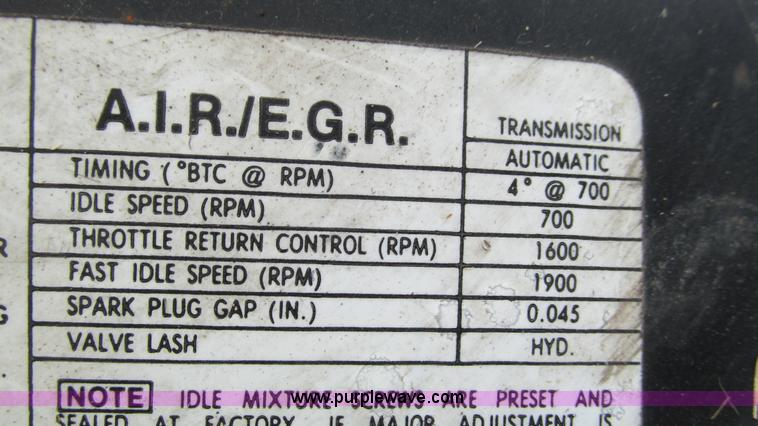 A.I.R./E.G.R.
TRANSMISSION
AUTOMATIC
TIMING (°BTC @ RPM) 4° @ 700
IDLE SPEED (RPM) 700
THROTTLE RETURN CONTROL (RPM) 1600
FAST IDLE SPEED (RPM) 1900
SPARK PLUG GAP (IN.) 0.045
VALVE LASH HYD.
R
G
NOTE IDLE MIXTURE SCREWS ARE PRESET AND
www.purplewave.com
SEALED AT FACTORY. IF MAJOR ADJUSTMENT IS